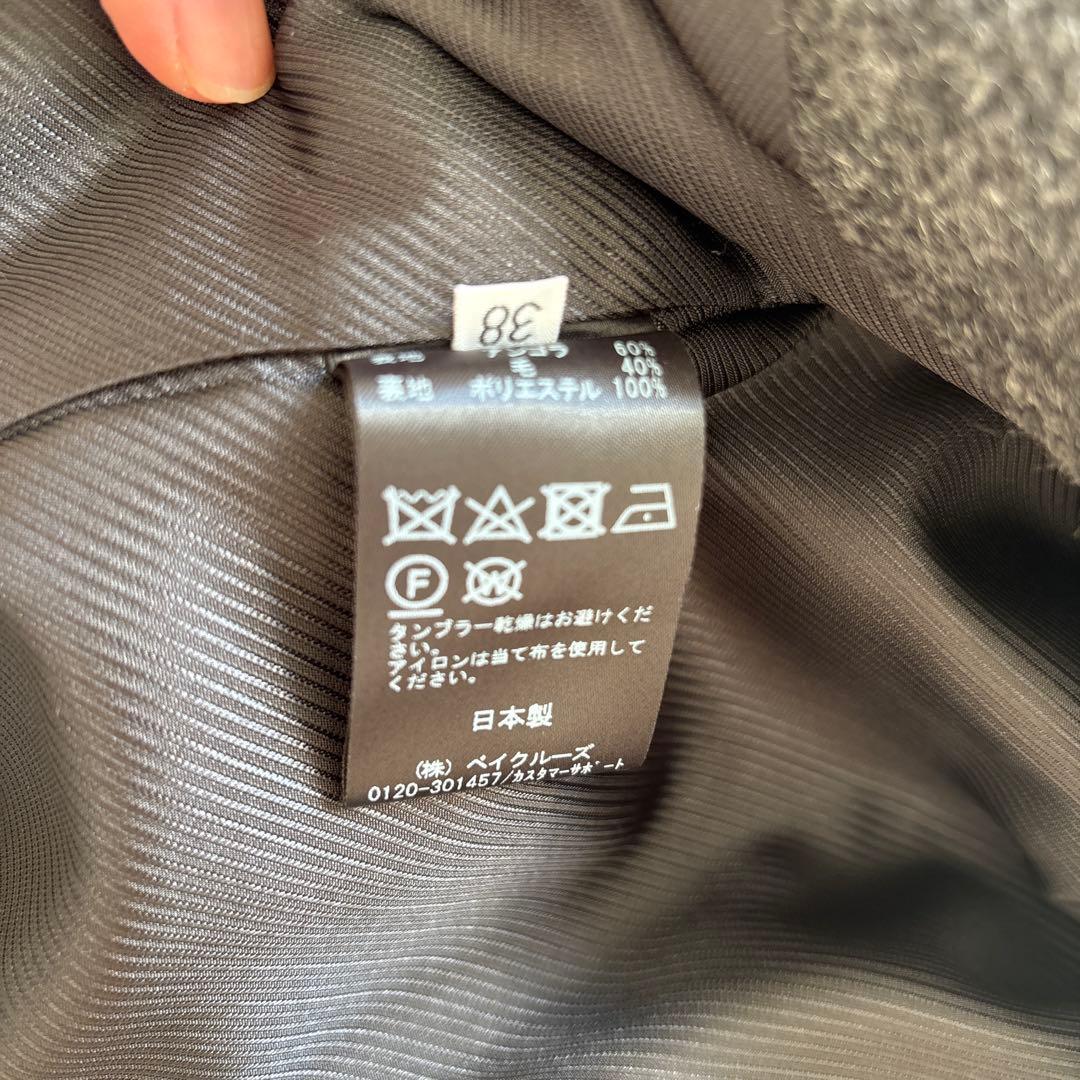 38
表地 アンゴラ 60%
毛 40%
裏地 ポリエステル 100%
F W
タンブラー乾燥はお避けくだ
さい。
アイロンは当て布を使用して
ください。
日本製
(株) ベイクルーズ
0120-301457/カスタマーサポート